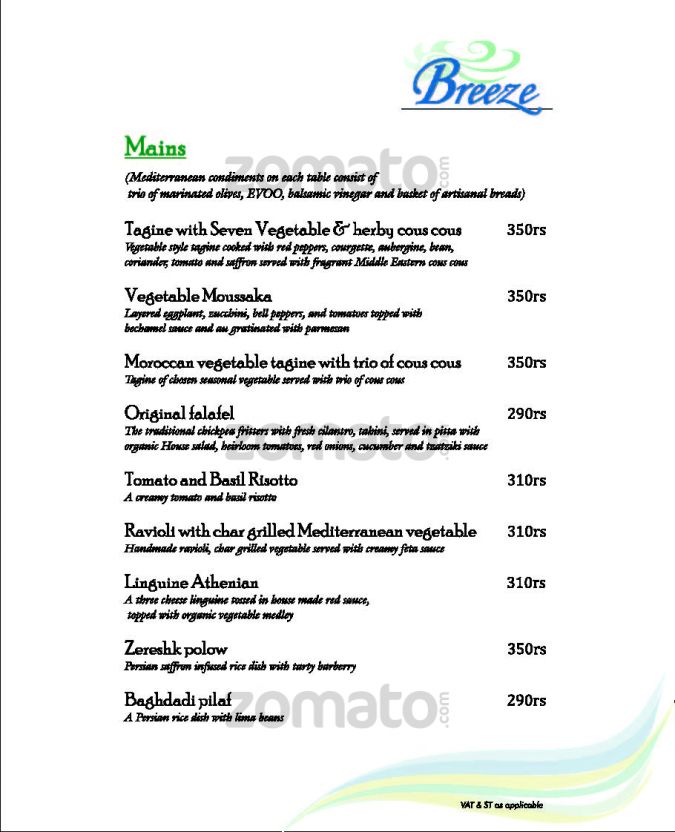 Breeze
Mains
(Mediterranean condiments on each table consist of
trio of marinated olives, EVOO, balsamic vinegar and basket of artisanal breads)
Tagine with Seven Vegetable & herby cous cous 350rs
Vegetable style tagine cooked with red peppers, courgette, aubergine, bean,
coriander, tomato and saffron served with fragrant Middle Eastern cous cous
Vegetable Moussaka 350rs
Layered eggplant, zucchini, bell peppers, and tomatoes topped with
bechamel sauce and au gratinated with parmesan
Moroccan vegetable tagine with trio of cous cous 350rs
Tagine of chosen seasonal vegetable served with trio of cous cous
Original falafel 290rs
The traditional chickpea fritters with fresh cilantro, tahini, served in pitta with
organic House salad, heirloom tomatoes, red onions, cucumber and tzatziki sauce
Tomato and Basil Risotto 310rs
A creamy tomato and basil risotto
Ravioli with char grilled Mediterranean vegetable 310rs
Handmade ravioli, char grilled vegetable served with creamy feta sauce
Linguine Athenian 310rs
A three cheese linguine tossed in house made red sauce,
topped with organic vegetable medley
Zereshk polow 350rs
Persian saffron infused rice dish with tarty barberry
Baghdadi pilaf 290rs
A Persian rice dish with lima beans
VAT & ST as applicable
zomato.com
zomato.com
zomato.com